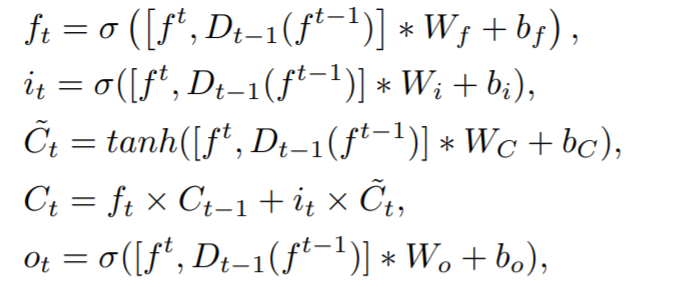 f_t = σ ([f^t, D_{t−1}(f^{t−1})] ∗ W_f + b_f) ,
i_t = σ([f^t, D_{t−1}(f^{t−1})] ∗ W_i + b_i),
C̃_t = tanh([f^t, D_{t−1}(f^{t−1})] ∗ W_C + b_C),
C_t = f_t × C_{t−1} + i_t × C̃_t,
o_t = σ([f^t, D_{t−1}(f^{t−1})] ∗ W_o + b_o),